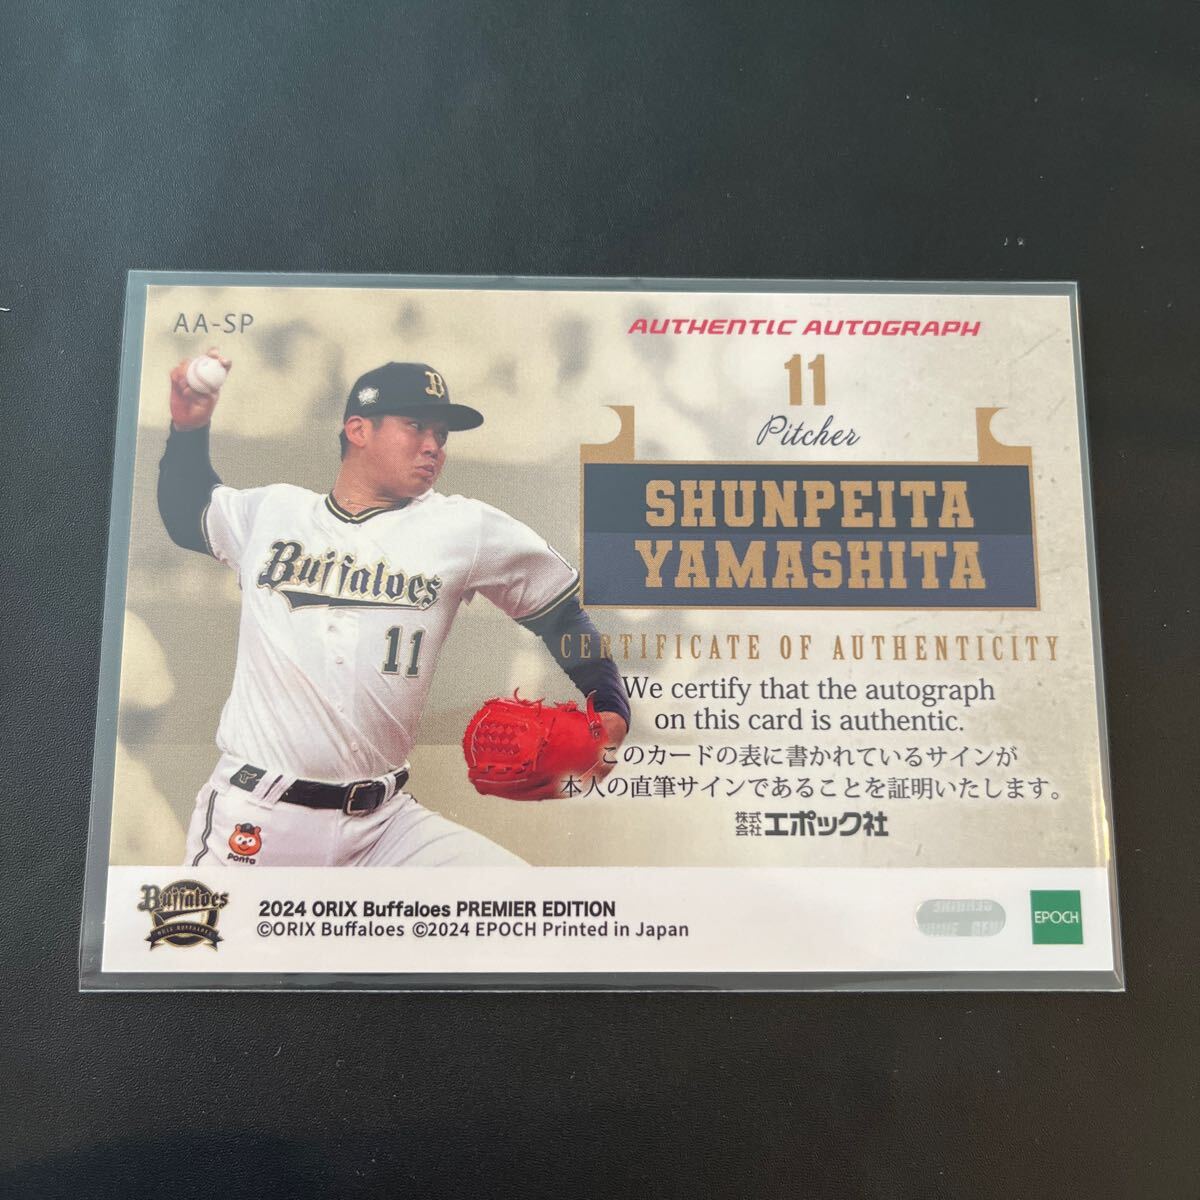 AA-SP
AUTHENTIC AUTOGRAPH
11
Pitcher
SHUNPEITA
YAMASHITA
CERTIFICATE OF AUTHENTICITY
We certify that the autograph
on this card is authentic.
このカードの表に書かれているサインが
本人の直筆サインであることを証明いたします。
株式会社エポック社
B
Buffaloes
11
Ponta
Buffaloes
ORIX BUFFALOES
2024 ORIX Buffaloes PREMIER EDITION
©ORIX Buffaloes ©2024 EPOCH Printed in Japan
EPOCH